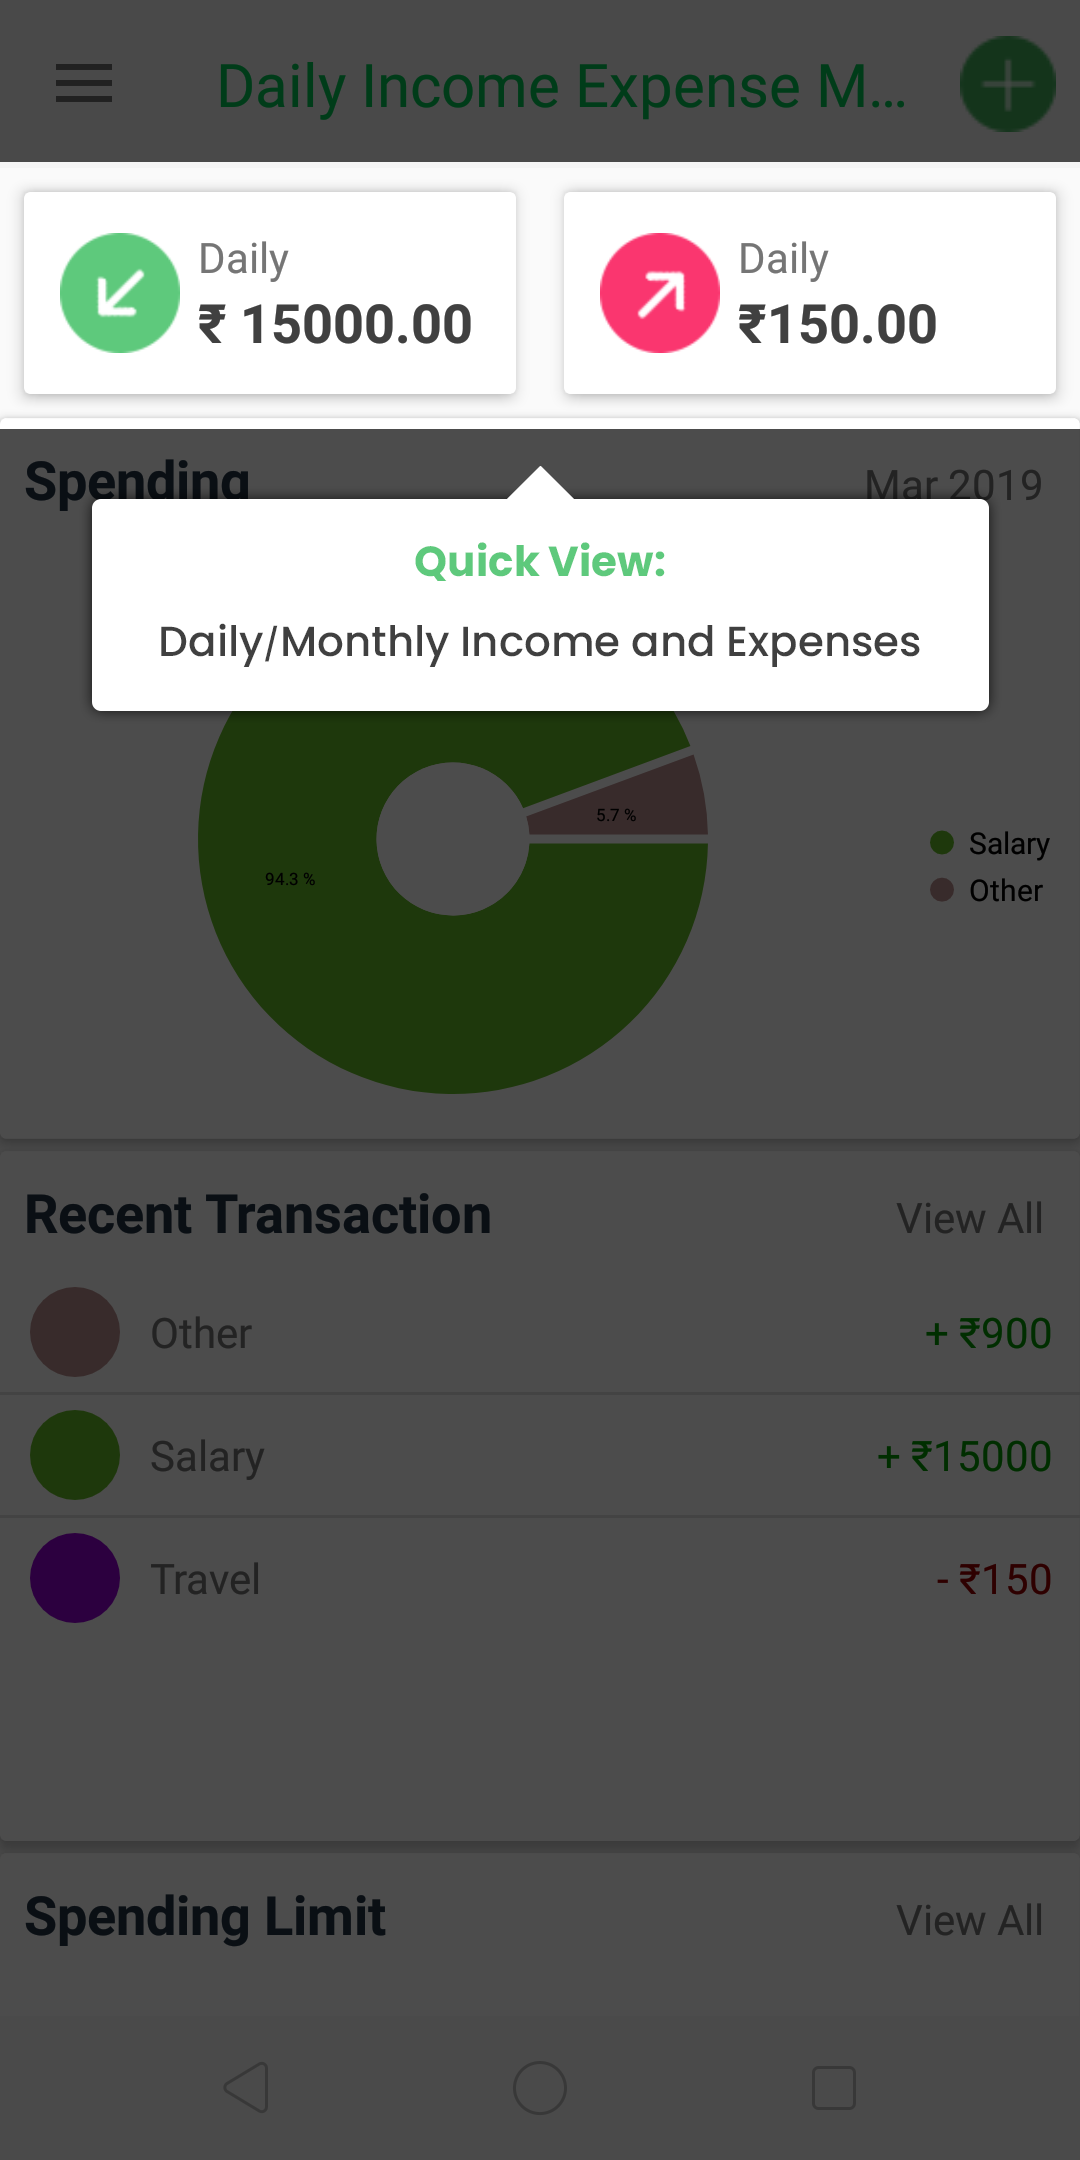 Daily Income Expense M...
Daily
₹ 15000.00
Daily
₹150.00
Spending
Mar 2019
Quick View:
Daily/Monthly Income and Expenses
5.7 %
94.3 %
Salary
Other
Recent Transaction
View All
Other
+ ₹900
Salary
+ ₹15000
Travel
- ₹150
Spending Limit
View All